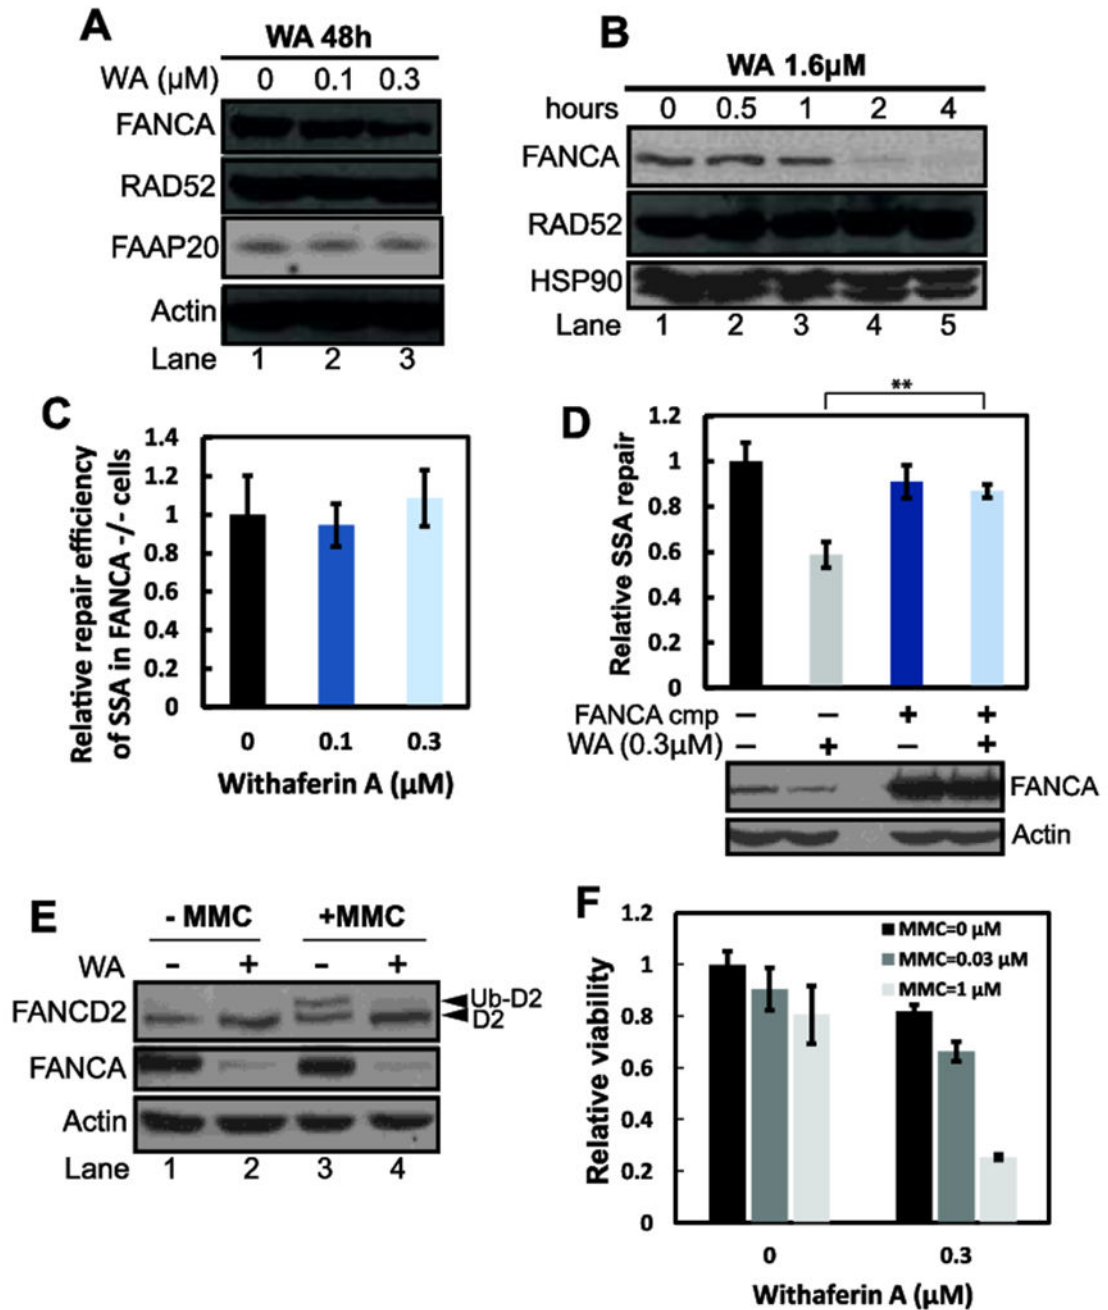 A
WA 48h
WA (µM) 0 0.1 0.3
FANCA
RAD52
FAAP20
Actin
Lane 1 2 3
B
WA 1.6µM
hours 0 0.5 1 2 4
FANCA
RAD52
HSP90
Lane 1 2 3 4 5
C
Relative repair efficiency
of SSA in FANCA -/- cells
1.4
1.2
1
0.8
0.6
0.4
0.2
0
0 0.1 0.3
Withaferin A (µM)
D
**
Relative SSA repair
1.2
1
0.8
0.6
0.4
0.2
0
FANCA cmp − − + +
WA (0.3µM) − + − +
FANCA
Actin
E
- MMC +MMC
WA − + − +
FANCD2
Ub-D2
D2
FANCA
Actin
Lane 1 2 3 4
F
Relative viability
1.2
1
0.8
0.6
0.4
0.2
0
MMC=0 µM
MMC=0.03 µM
MMC=1 µM
0 0.3
Withaferin A (µM)